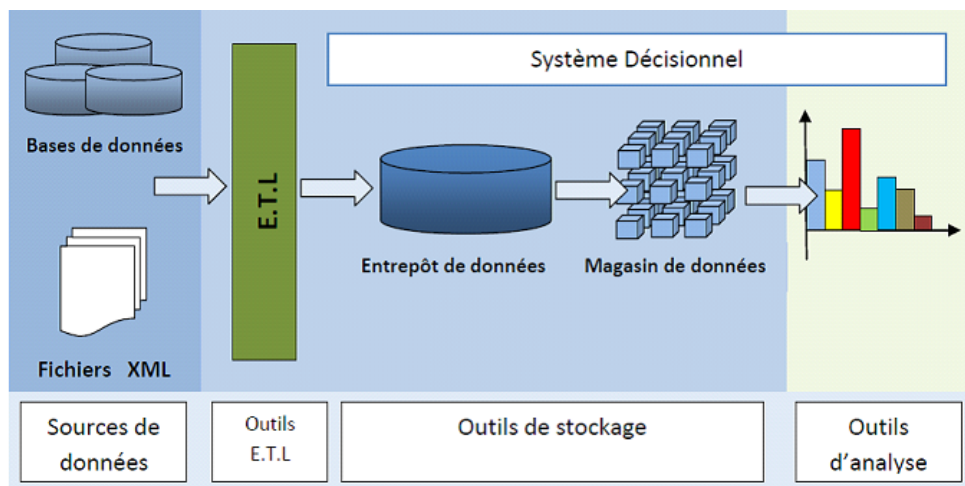 Système Décisionnel
Bases de données
E.T.L
Entrepôt de données
Magasin de données
Fichiers XML
Sources de
données
Outils
E.T.L
Outils de stockage
Outils
d'analyse